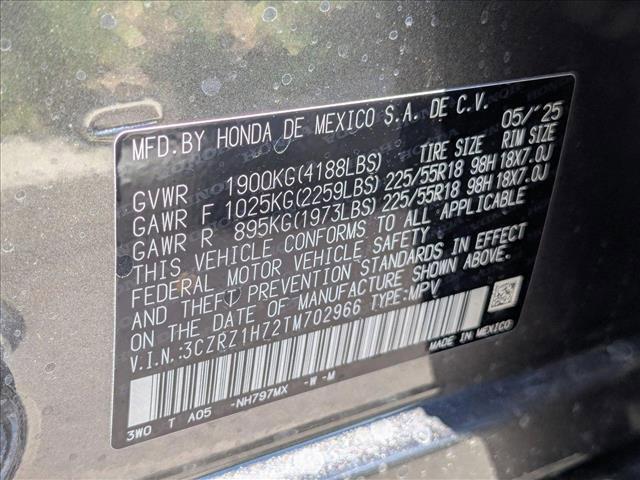 MFD.BY HONDA DE MEXICO S.A. DE C.V. 05/'25
TIRE SIZE RIM SIZE
GVWR 1900KG(4188LBS)
GAWR F 1025KG(2259LBS) 225/55R18 98H 18X7.0J
GAWR R 895KG(1973LBS) 225/55R18 98H 18X7.0J
THIS VEHICLE CONFORMS TO ALL APPLICABLE
FEDERAL MOTOR VEHICLE SAFETY
AND THEFT PREVENTION STANDARDS IN EFFECT
ON THE DATE OF MANUFACTURE SHOWN ABOVE.
V.I.N.:3CZRZ1H72TM702966 TYPE:MPV
MADE IN MEXICO
3WO T A05 -NH797MX -W -M